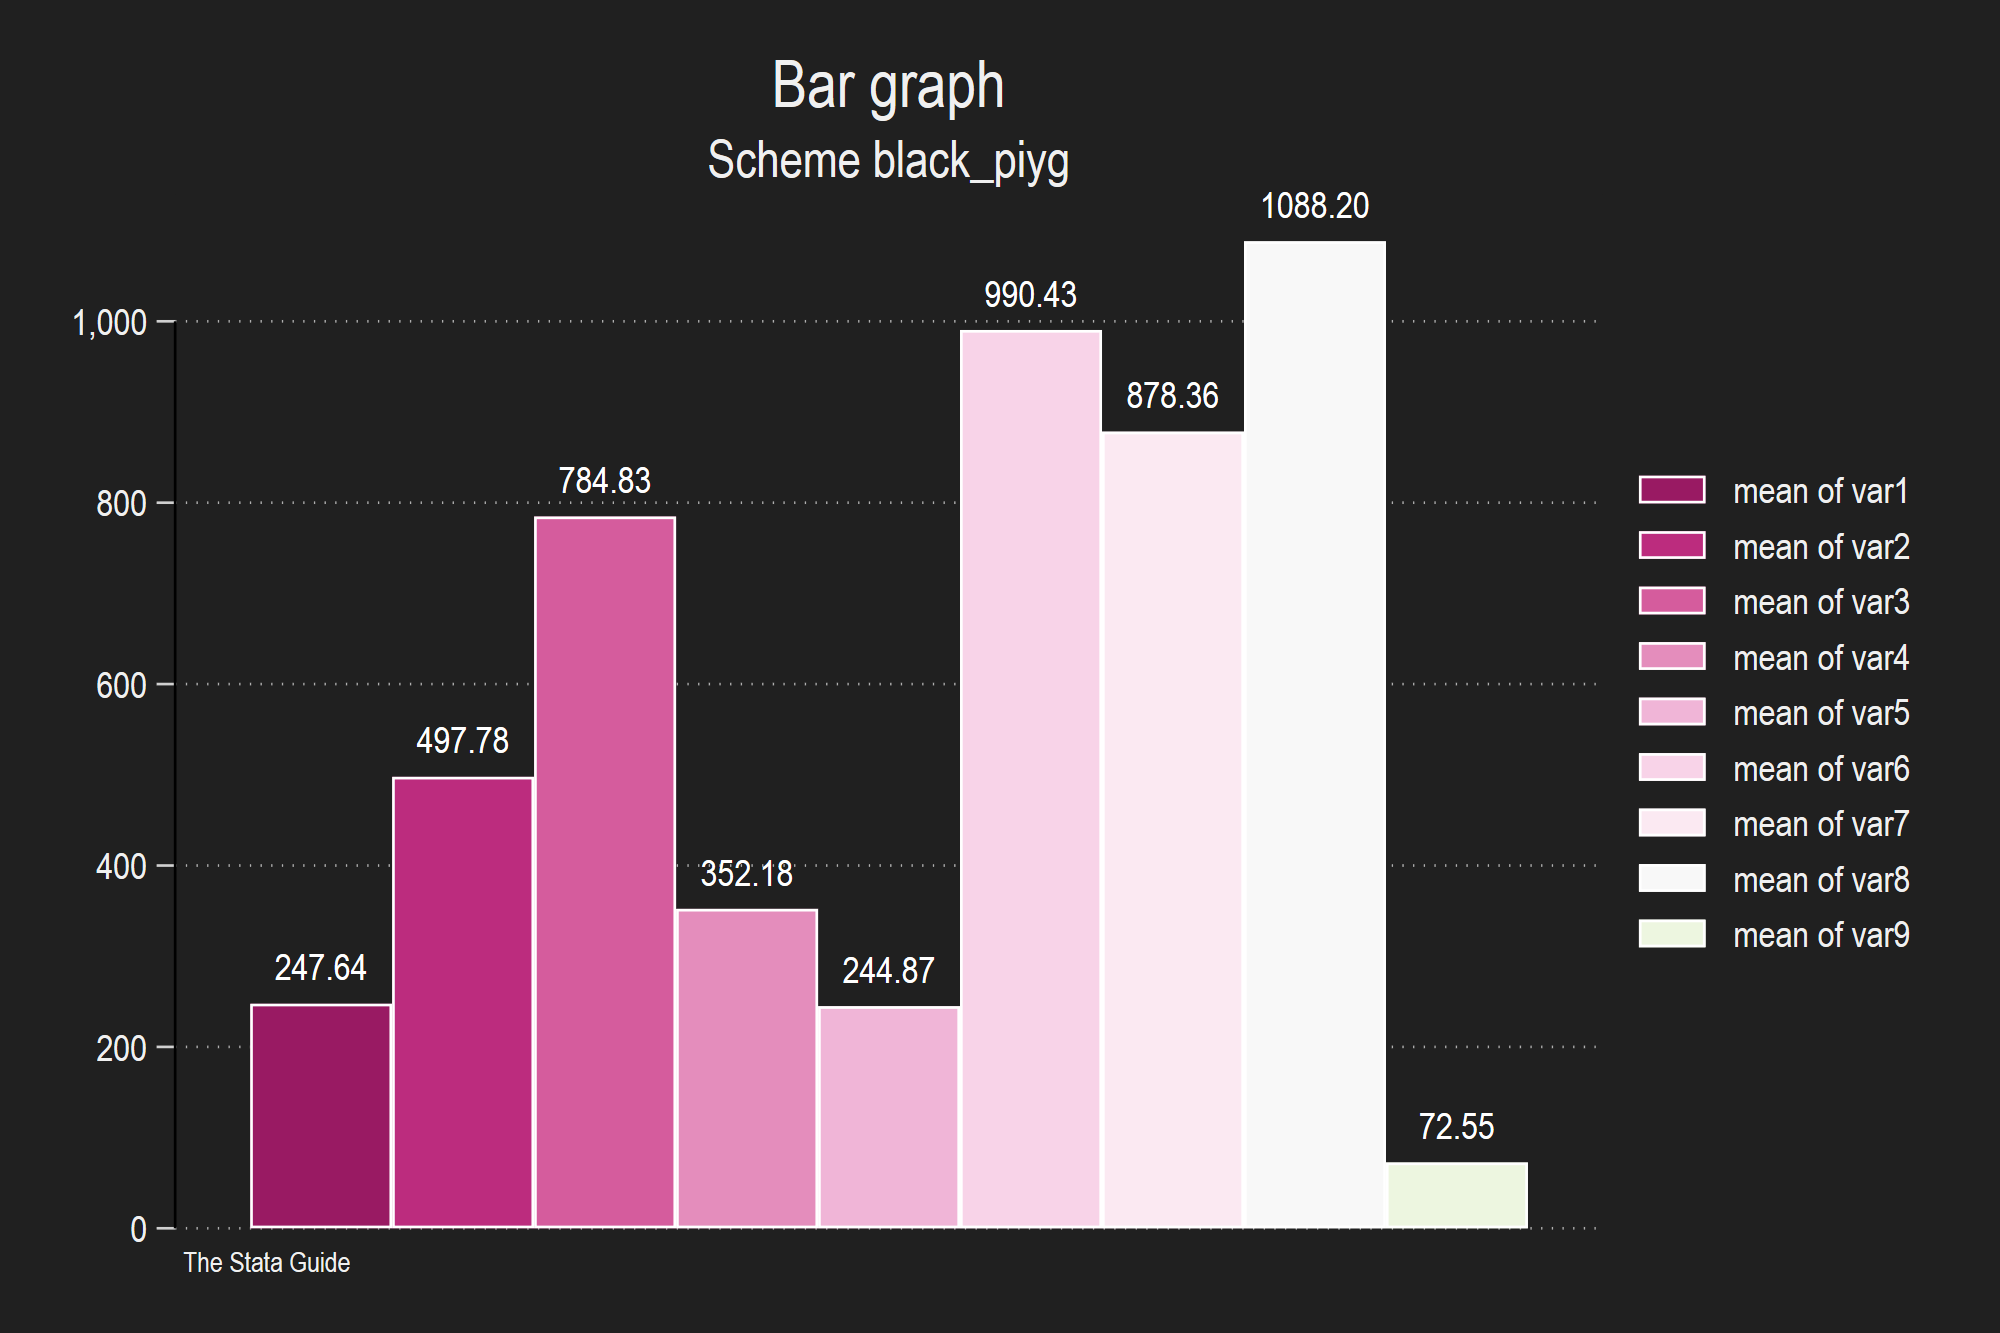 Bar graph
Scheme black_piyg
1088.20
990.43
878.36
784.83
497.78
352.18
247.64
244.87
72.55
1,000
800
600
400
200
0
mean of var1
mean of var2
mean of var3
mean of var4
mean of var5
mean of var6
mean of var7
mean of var8
mean of var9
The Stata Guide